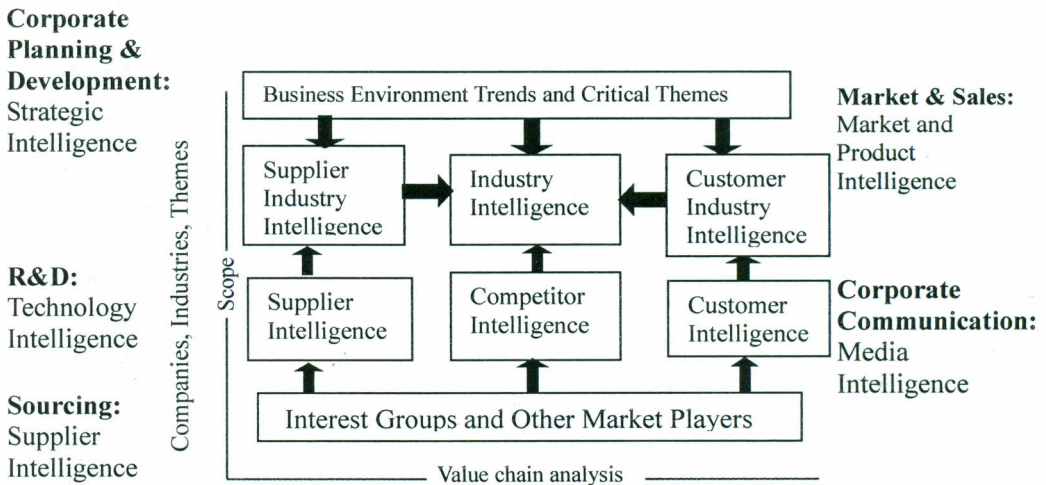 Corporate
Planning &
Development:
Strategic
Intelligence
R&D:
Technology
Intelligence
Sourcing:
Supplier
Intelligence
Companies, Industries, Themes
Scope
Business Environment Trends and Critical Themes
Supplier
Industry
Intelligence
Industry
Intelligence
Customer
Industry
Intelligence
Supplier
Intelligence
Competitor
Intelligence
Customer
Intelligence
Interest Groups and Other Market Players
Value chain analysis
Market & Sales:
Market and
Product
Intelligence
Corporate
Communication:
Media
Intelligence